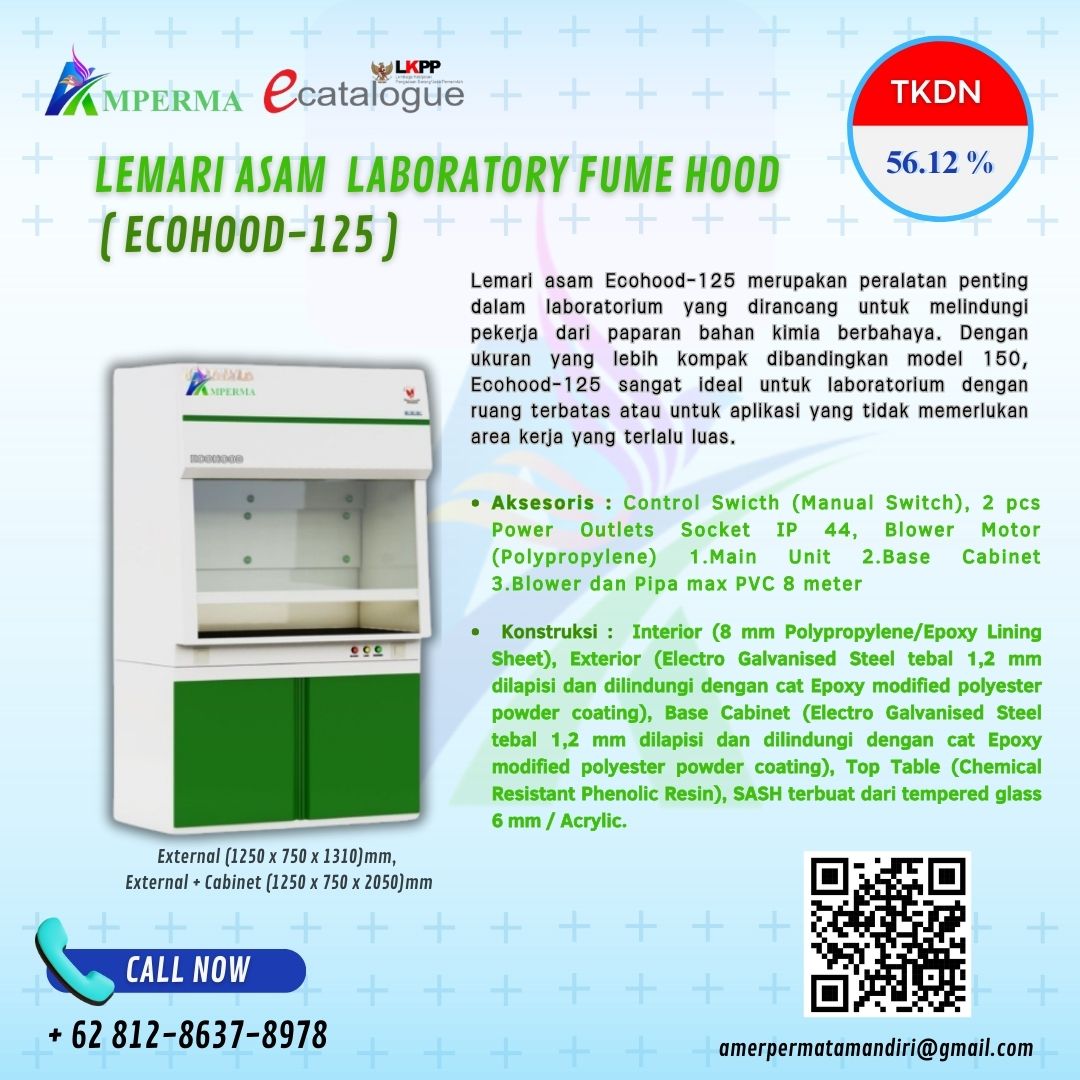 AMPERMA
ecatalogue
LKPP
TKDN
56.12 %
LEMARI ASAM LABORATORY FUME HOOD
( ECOHOOD-125 )
Lemari asam Ecohood-125 merupakan peralatan penting
dalam laboratorium yang dirancang untuk melindungi
pekerja dari paparan bahan kimia berbahaya. Dengan
ukuran yang lebih kompak dibandingkan model 150,
Ecohood-125 sangat ideal untuk laboratorium dengan
ruang terbatas atau untuk aplikasi yang tidak memerlukan
area kerja yang terlalu luas.
AMPERMA
ECOHOOD
• Aksesoris : Control Swicth (Manual Switch), 2 pcs
Power Outlets Socket IP 44, Blower Motor
(Polypropylene) 1.Main Unit 2.Base Cabinet
3.Blower dan Pipa max PVC 8 meter
• Konstruksi : Interior (8 mm Polypropylene/Epoxy Lining
Sheet), Exterior (Electro Galvanised Steel tebal 1,2 mm
dilapisi dan dilindungi dengan cat Epoxy modified polyester
powder coating), Base Cabinet (Electro Galvanised Steel
tebal 1,2 mm dilapisi dan dilindungi dengan cat Epoxy
modified polyester powder coating), Top Table (Chemical
Resistant Phenolic Resin), SASH terbuat dari tempered glass
6 mm / Acrylic.
External (1250 x 750 x 1310)mm,
External + Cabinet (1250 x 750 x 2050)mm
CALL NOW
+ 62 812-8637-8978
amerpermatamandiri@gmail.com